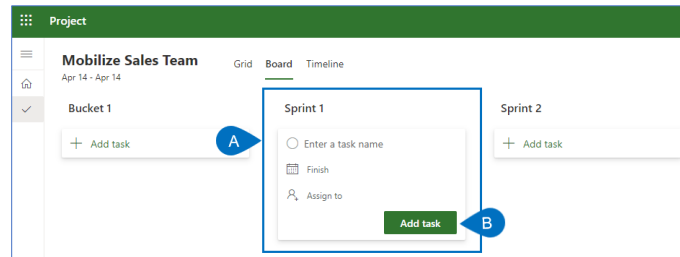 Project
Mobilize Sales Team
Grid Board Timeline
Apr 14 - Apr 14
Bucket 1
Sprint 1
Sprint 2
+ Add task
A
Enter a task name
Finish
Assign to
Add task
B
+ Add task